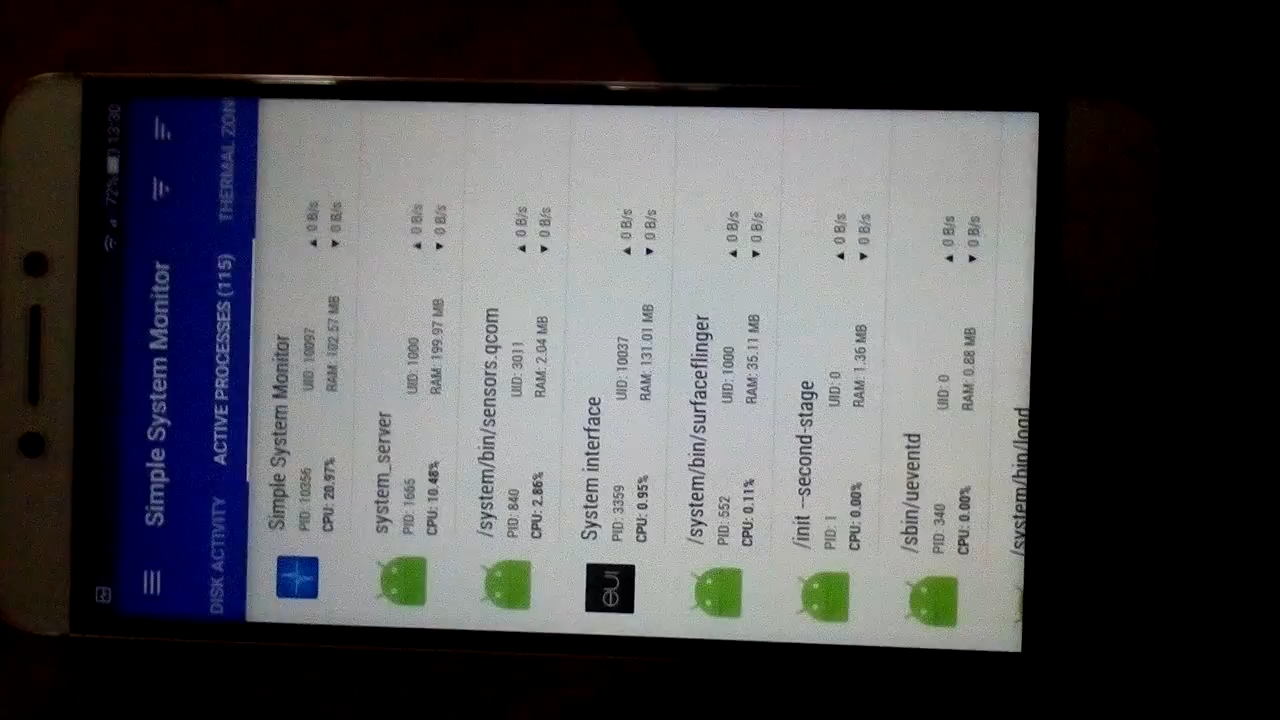 72% 13:30
Simple System Monitor
DISK ACTIVITY ACTIVE PROCESSES (115) THERMAL ZON
Simple System Monitor
PID: 10256 UID: 10097 ▲ 0 B/s
CPU: 20.97% RAM: 102.57 MB ▼ 0 B/s
system_server
PID: 1665 UID: 1000 ▲ 0 B/s
CPU: 10.48% RAM: 199.97 MB ▼ 0 B/s
/system/bin/sensors.qcom
PID: 840 UID: 3011 ▲ 0 B/s
CPU: 2.86% RAM: 2.04 MB ▼ 0 B/s
eui
System interface
PID: 3359 UID: 10037 ▲ 0 B/s
CPU: 0.95% RAM: 131.01 MB ▼ 0 B/s
/system/bin/surfaceflinger
PID: 552 UID: 1000 ▲ 0 B/s
CPU: 0.11% RAM: 35.11 MB ▼ 0 B/s
/init --second-stage
PID: 1 UID: 0 ▲ 0 B/s
CPU: 0.00% RAM: 1.36 MB ▼ 0 B/s
/sbin/ueventd
PID: 340 UID: 0 ▲ 0 B/s
CPU: 0.00% RAM: 0.88 MB ▼ 0 B/s
/system/bin/logd